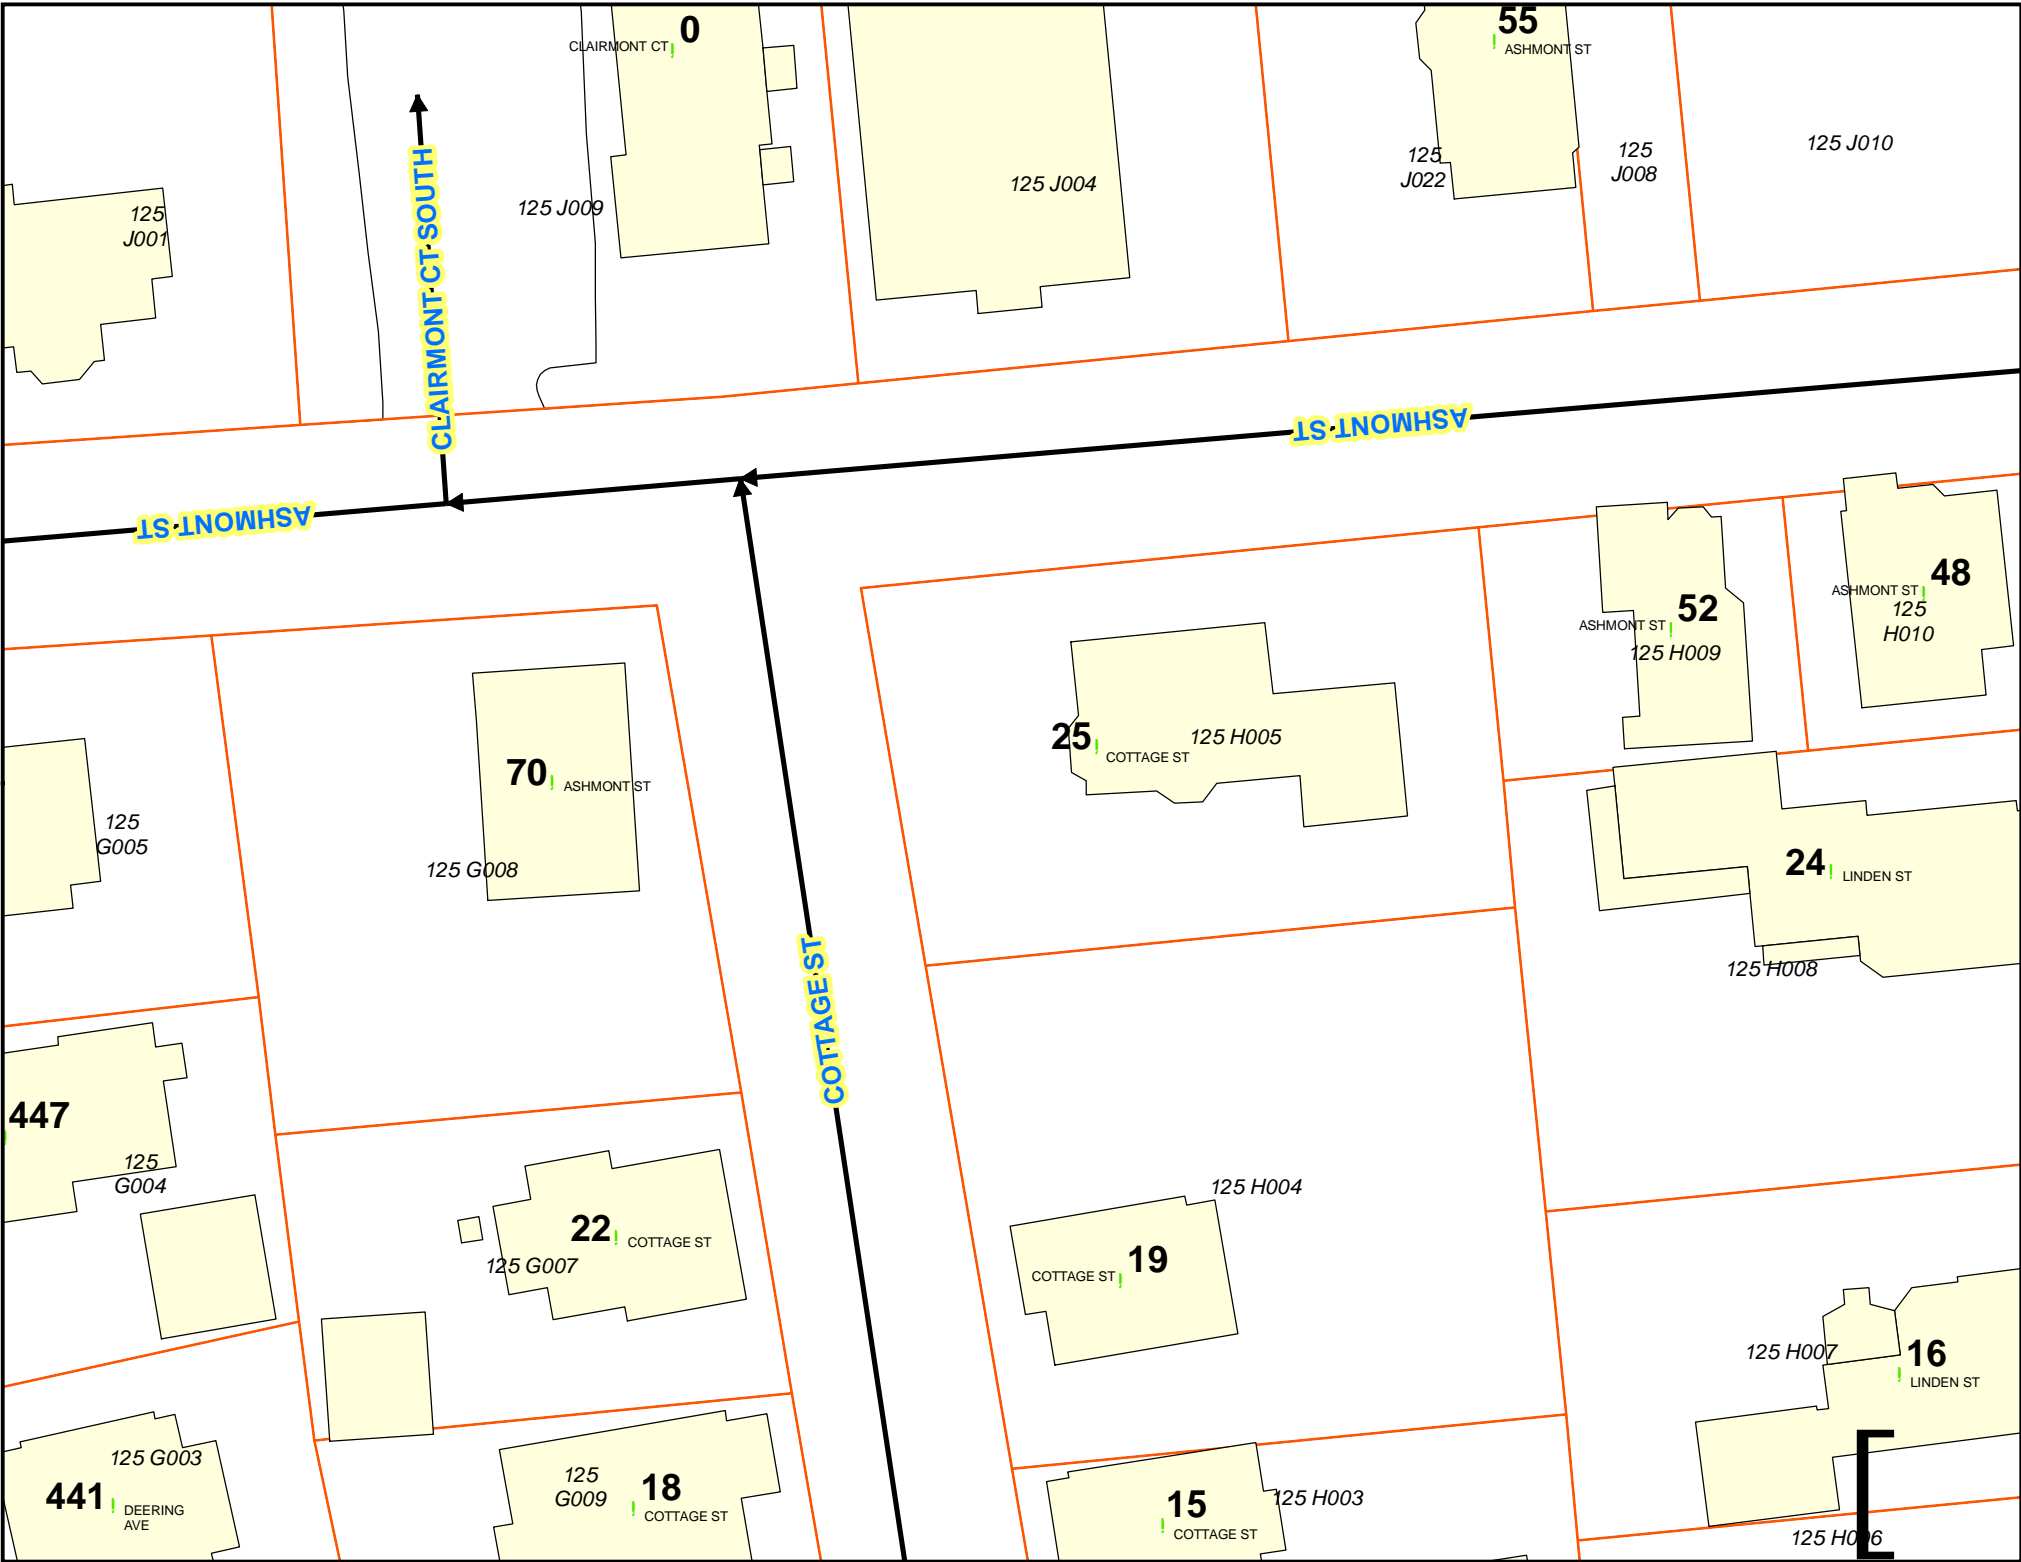 0
CLAIRMONT CT
55
ASHMONT ST
125 J010
125
J008
125
J022
125 J004
125 J009
125
J001
CLAIRMONT CT SOUTH
ASHMONT ST
ASHMONT ST
48
ASHMONT ST
125
H010
52
ASHMONT ST
125 H009
25
COTTAGE ST
125 H005
70
ASHMONT ST
125 G008
125
G005
24
LINDEN ST
125 H008
COTTAGE ST
447
125
G004
22
COTTAGE ST
125 G007
125 H004
19
COTTAGE ST
125 H007
16
LINDEN ST
125 G003
441
DEERING
AVE
125
G009
18
COTTAGE ST
15
COTTAGE ST
125 H003
125 H006